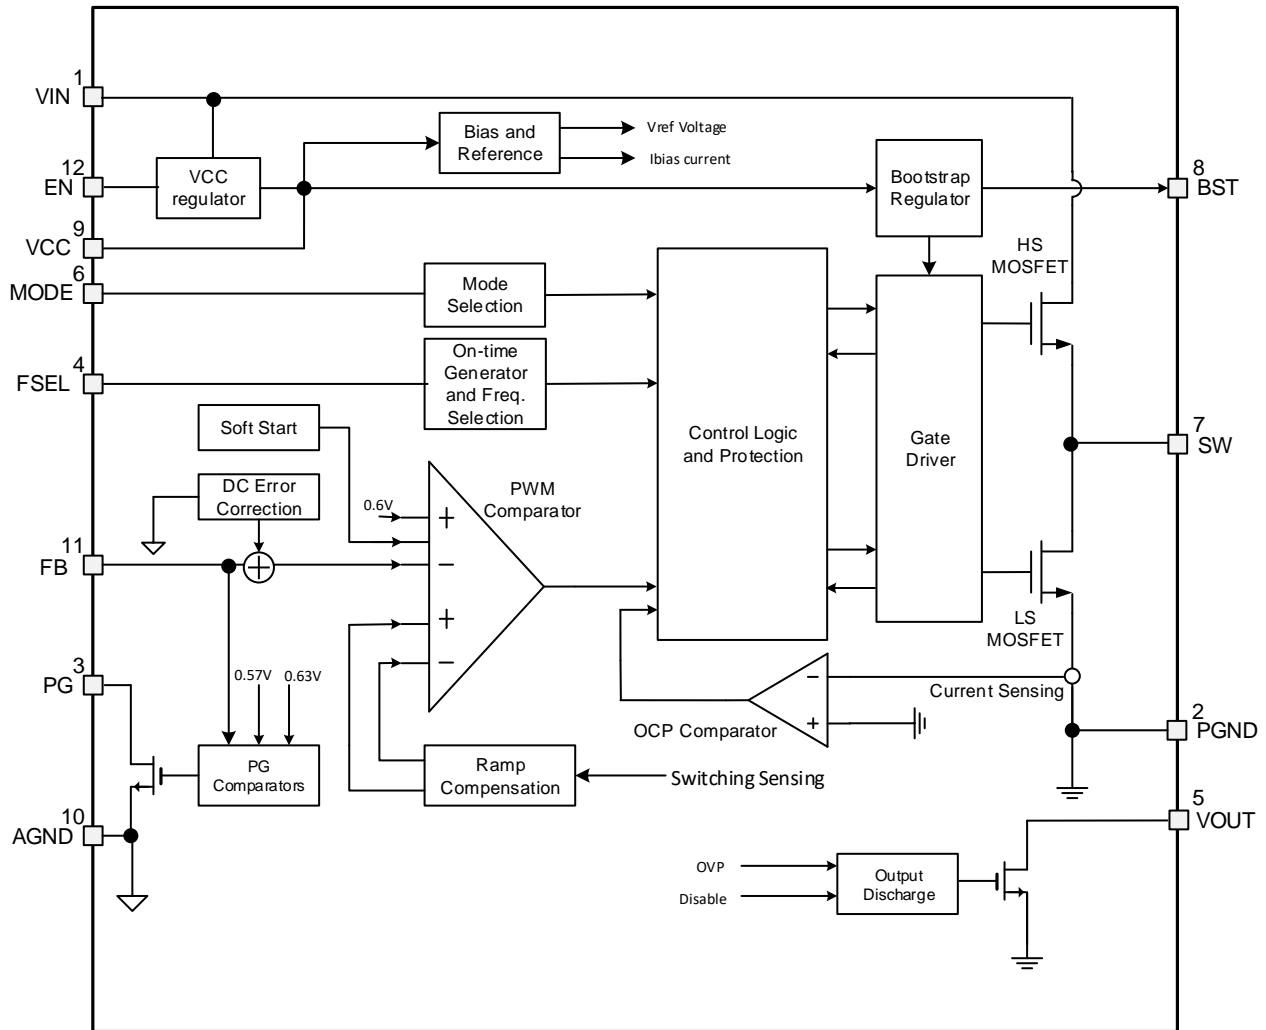 1
VIN
12
EN
9
VCC
6
MODE
4
FSEL
11
FB
3
PG
10
AGND
VCC
regulator
Bias and
Reference
Vref Voltage
Ibias current
Bootstrap
Regulator
8
BST
HS
MOSFET
Mode
Selection
On-time
Generator
and Freq.
Selection
Soft Start
DC Error
Correction
0.6V
PWM
Comparator
+
−
+
−
Control Logic
and Protection
Gate
Driver
7
SW
LS
MOSFET
0.57V
0.63V
PG
Comparators
Ramp
Compensation
Switching Sensing
−
+
OCP Comparator
Current Sensing
2
PGND
5
VOUT
OVP
Disable
Output
Discharge